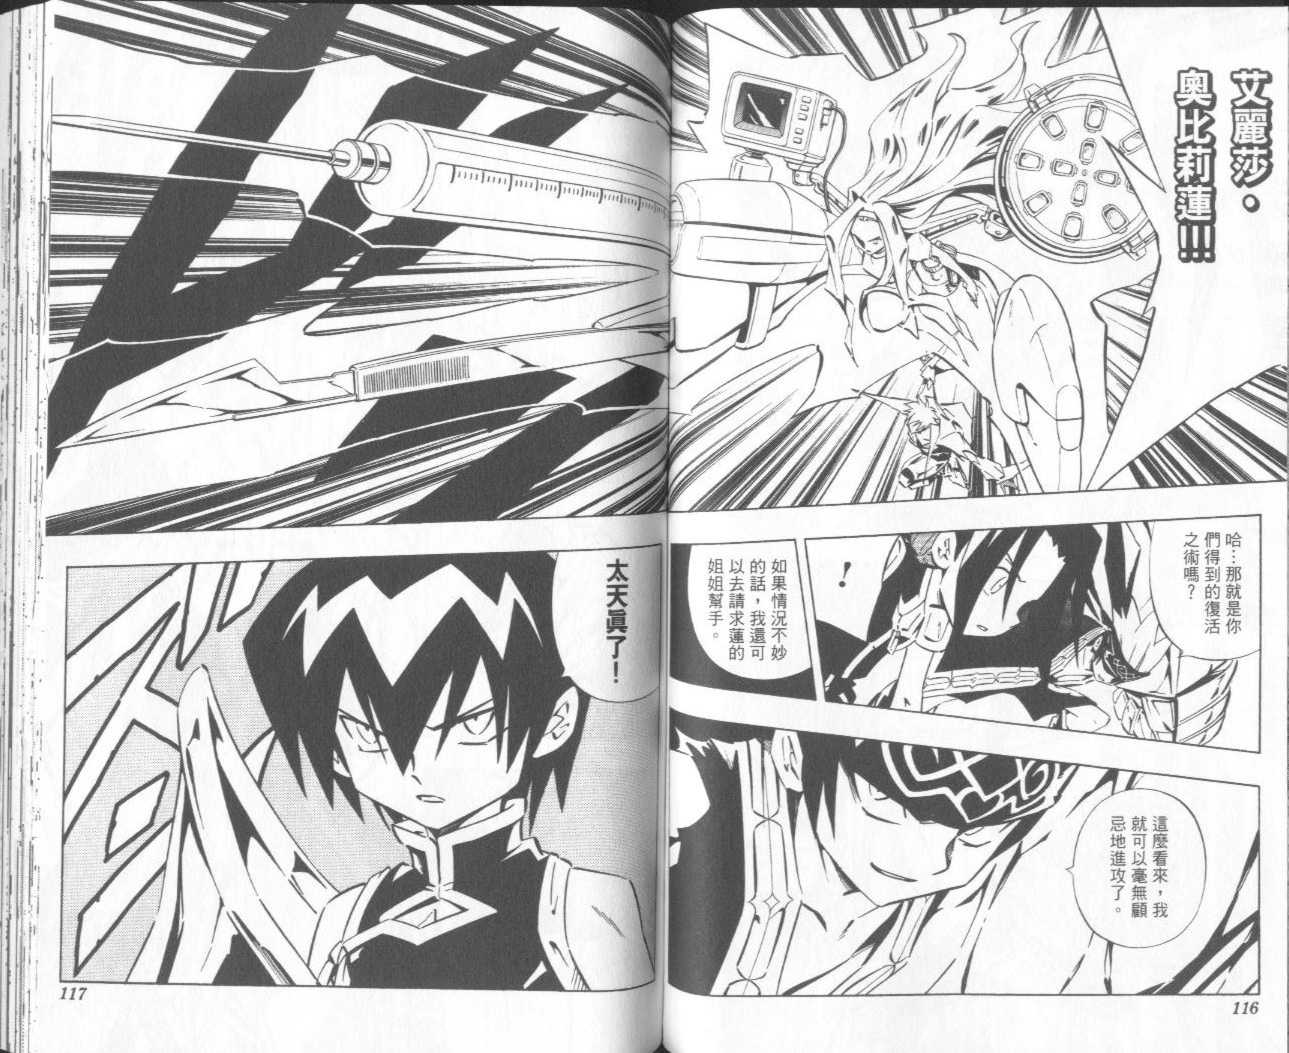 艾麗莎・
奧比莉蓮!!!
哈…那就是你
們得到的復活
之術嗎？
！
如果情況不妙
的話，我還可
以去請求蓮的
姐姐幫手。
這麼看來，我
就可以毫無顧
忌地進攻了。
116
太天眞了！
117